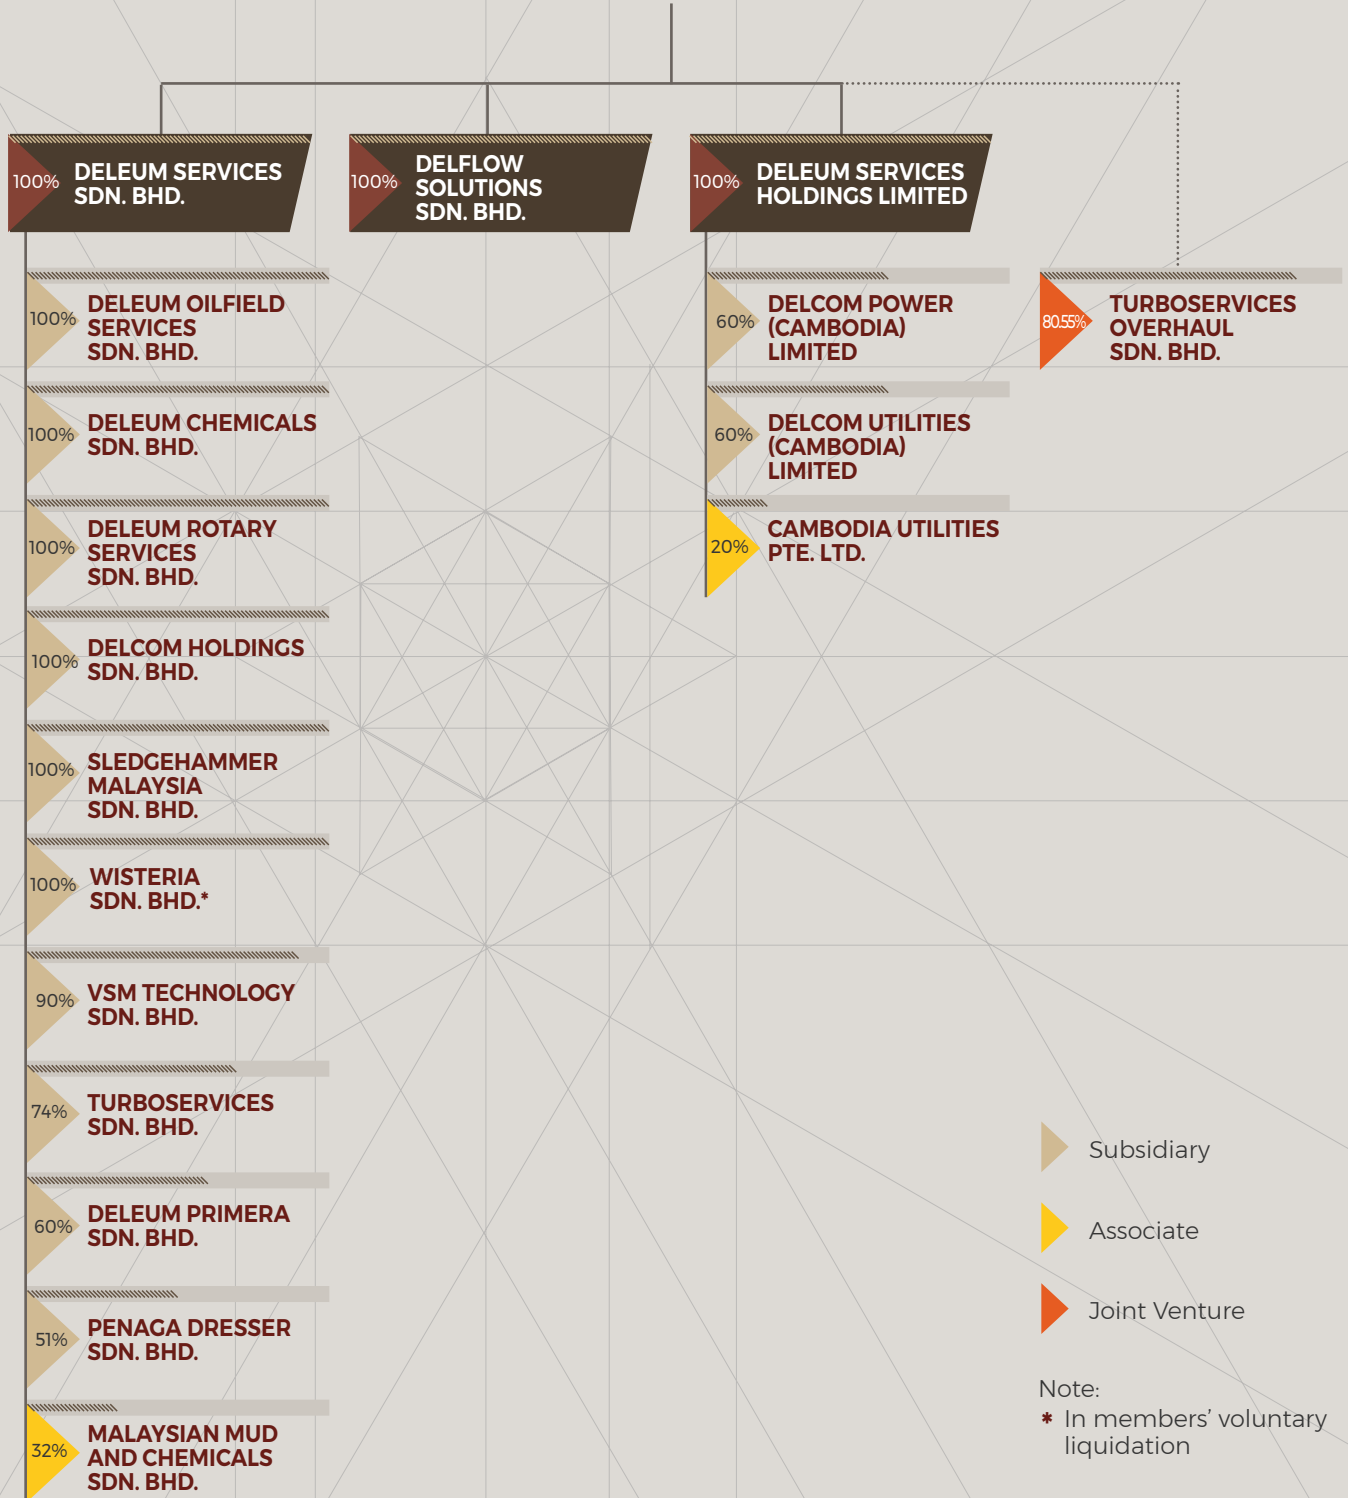 100%
DELEUM SERVICES
SDN. BHD.
100%
DELFLOW
SOLUTIONS
SDN. BHD.
100%
DELEUM SERVICES
HOLDINGS LIMITED
100%
DELEUM OILFIELD
SERVICES
SDN. BHD.
100%
DELEUM CHEMICALS
SDN. BHD.
100%
DELEUM ROTARY
SERVICES
SDN. BHD.
100%
DELCOM HOLDINGS
SDN. BHD.
100%
SLEDGEHAMMER
MALAYSIA
SDN. BHD.
100%
WISTERIA
SDN. BHD.*
90%
VSM TECHNOLOGY
SDN. BHD.
74%
TURBOSERVICES
SDN. BHD.
60%
DELEUM PRIMERA
SDN. BHD.
51%
PENAGA DRESSER
SDN. BHD.
32%
MALAYSIAN MUD
AND CHEMICALS
SDN. BHD.
60%
DELCOM POWER
(CAMBODIA)
LIMITED
60%
DELCOM UTILITIES
(CAMBODIA)
LIMITED
20%
CAMBODIA UTILITIES
PTE. LTD.
80.55%
TURBOSERVICES
OVERHAUL
SDN. BHD.
Subsidiary
Associate
Joint Venture
Note:
* In members’ voluntary
liquidation